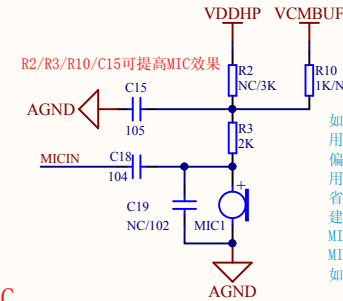 VDDHP VCMBUF
R2/R3/R10/C15可提高MIC效果
R2
NC/3K
R10
1K/N
C15
AGND
105
R3
2K
如
用
偏
用
省
建
MI
MI
如
MICIN
C18
104
C19
NC/102
MIC1
+
AGND
C